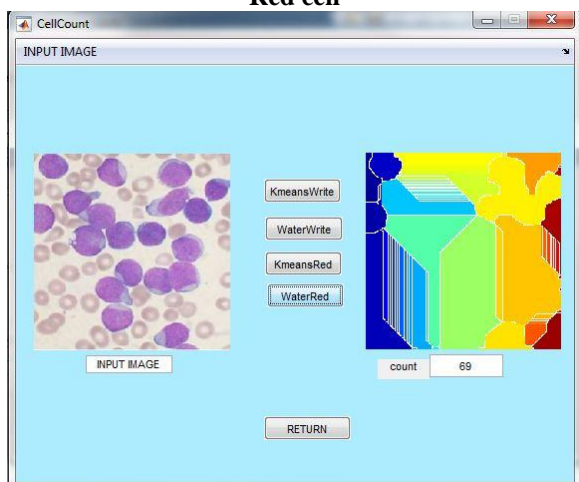 Red cell
CellCount
INPUT IMAGE
KmeansWrite
WaterWrite
KmeansRed
WaterRed
INPUT IMAGE
count 69
RETURN